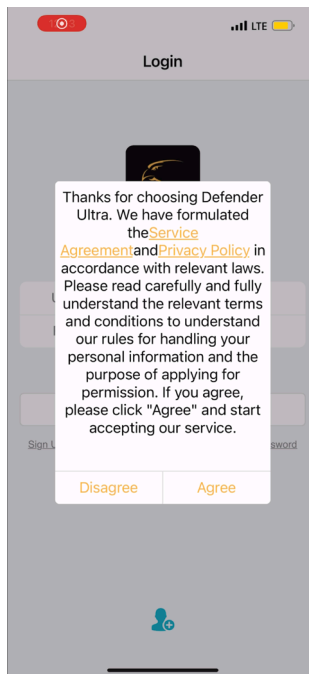 LTE
Login
Thanks for choosing Defender
Ultra. We have formulated
theService
AgreementandPrivacy Policy in
accordance with relevant laws.
Please read carefully and fully
understand the relevant terms
and conditions to understand
our rules for handling your
personal information and the
purpose of applying for
permission. If you agree,
please click "Agree" and start
accepting our service.
Sign
Disagree
Agree